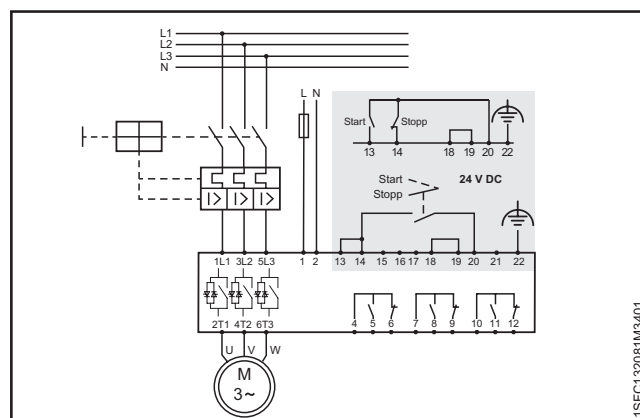 L1
L2
L3
N
L N
Start Stopp
13 14 18 19 20 22
Start
Stopp
24 V DC
1L1 3L2 5L3 1 2 13 14 15 16 17 18 19 20 21 22
I> I> I>
2T1 4T2 6T3 4 5 6 7 8 9 10 11 12
U V W
M
3~
1SFC132081M3401